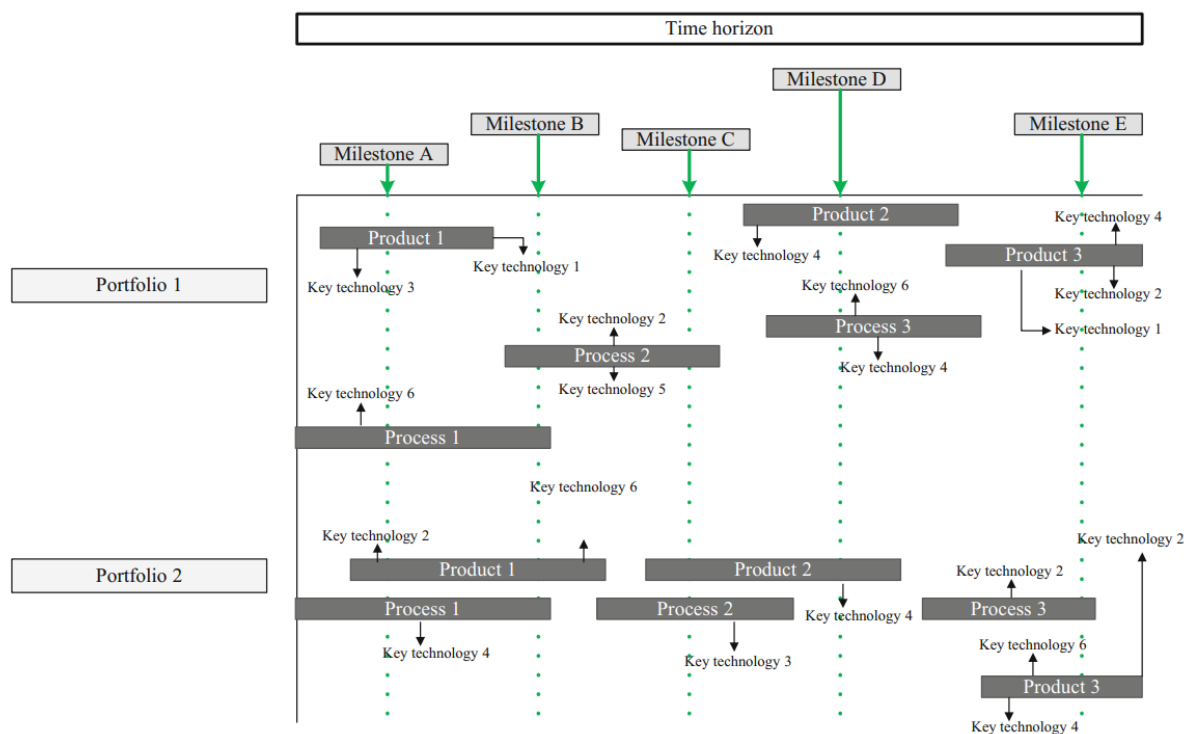 Time horizon
Milestone D
Milestone B
Milestone E
Milestone C
Milestone A
Product 2
Key technology 4
Product 1
Key technology 4
Product 3
Key technology 1
Portfolio 1
Key technology 3
Key technology 6
Key technology 2
Key technology 2
Process 3
Key technology 1
Process 2
Key technology 4
Key technology 5
Key technology 6
Process 1
Key technology 6
Key technology 2
Key technology 2
Portfolio 2
Product 1
Product 2
Key technology 2
Process 1
Process 2
Key technology 4
Process 3
Key technology 4
Key technology 3
Key technology 6
Product 3
Key technology 4